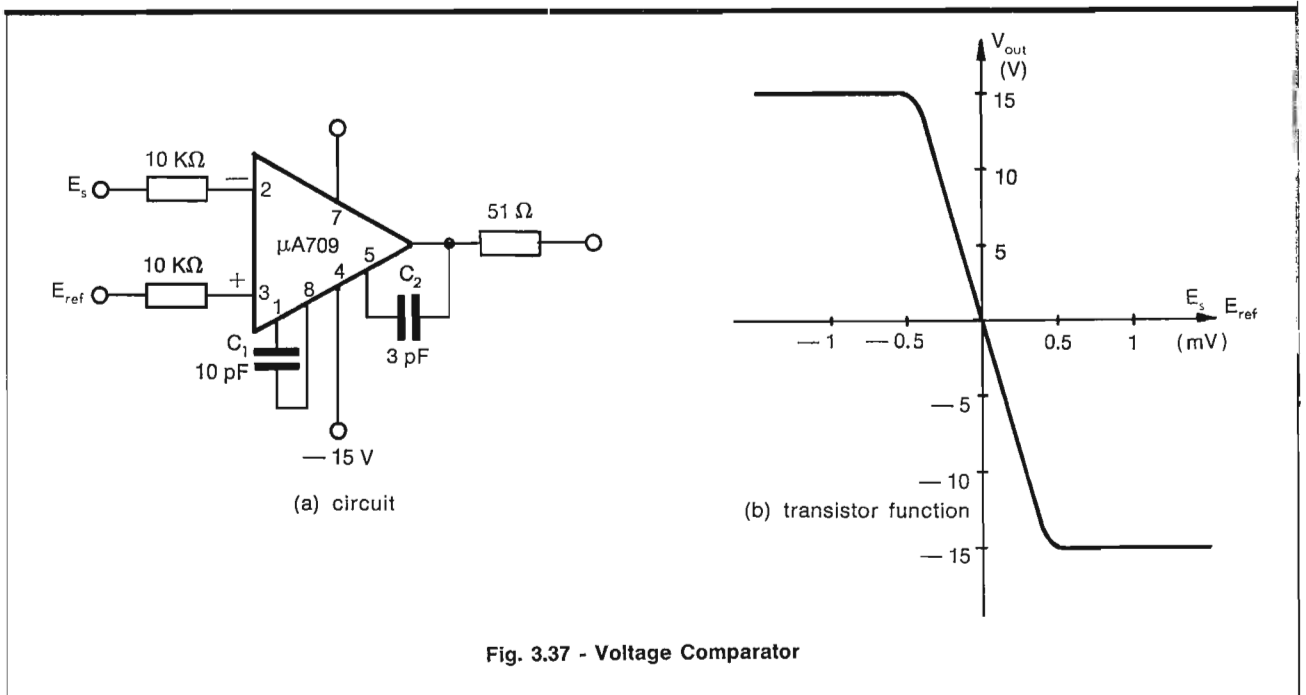 10 KΩ
E_s
2
7
μA709
51 Ω
10 KΩ
+
5
4
C₂
E_ref
3
1
8
C₁
10 pF
3 pF
— 15 V
(a) circuit
V_out
(V)
15
10
5
E_s E_ref
— 1 — 0.5 0.5 1 (mV)
— 5
— 10
(b) transistor function
— 15
Fig. 3.37 - Voltage Comparator